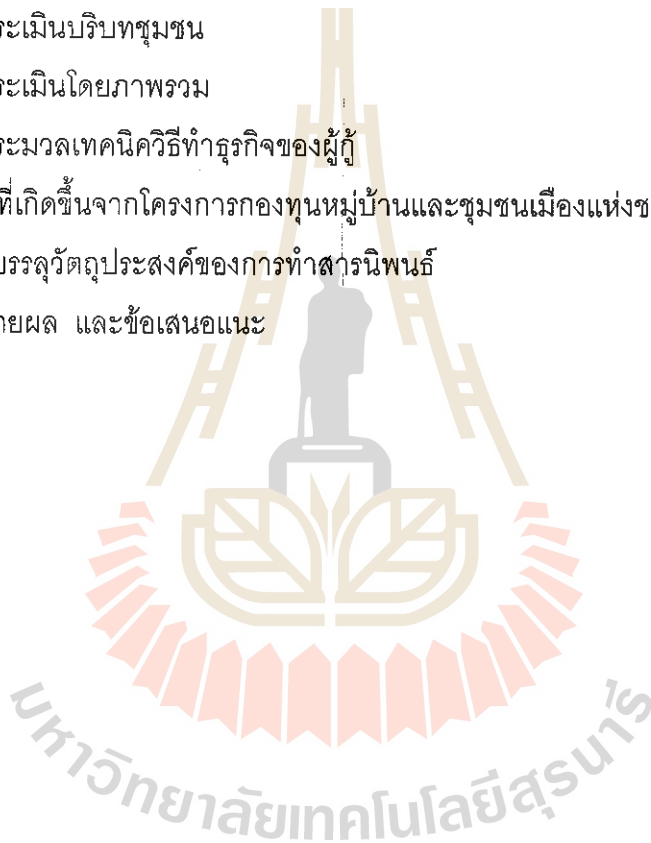 ระเมินบริบทชุมชน
ระเมินโดยภาพรวม
ระมวลเทคนิควิธีทำธุรกิจของผู้กู้
ที่เกิดขึ้นจากโครงการกองทุนหมู่บ้านและชุมชนเมืองแห่งช
บรรลุวัตถุประสงค์ของการทำสารนิพนธ์
ายผล และข้อเสนอแนะ
มหาวิทยาลัยเทคโนโลยีสุรนารี